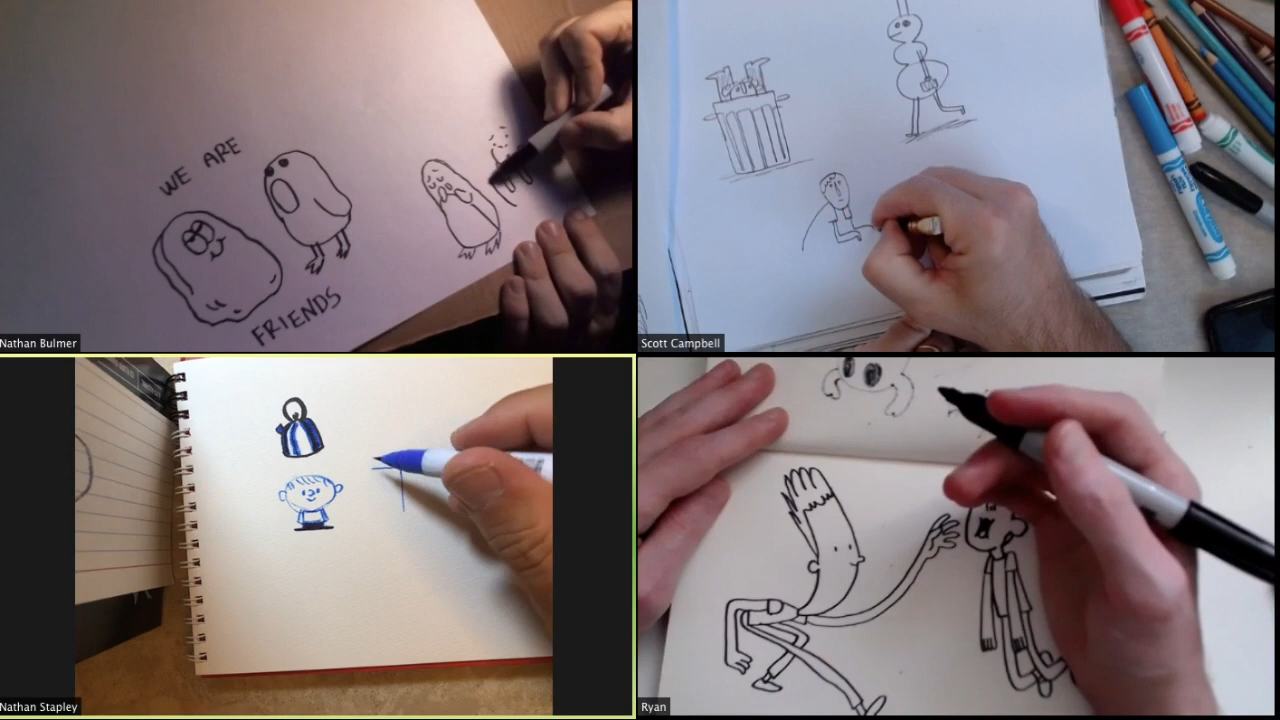 WE ARE
FRIENDS
Nathan Bulmer
Scott Campbell
Nathan Stapley
Ryan